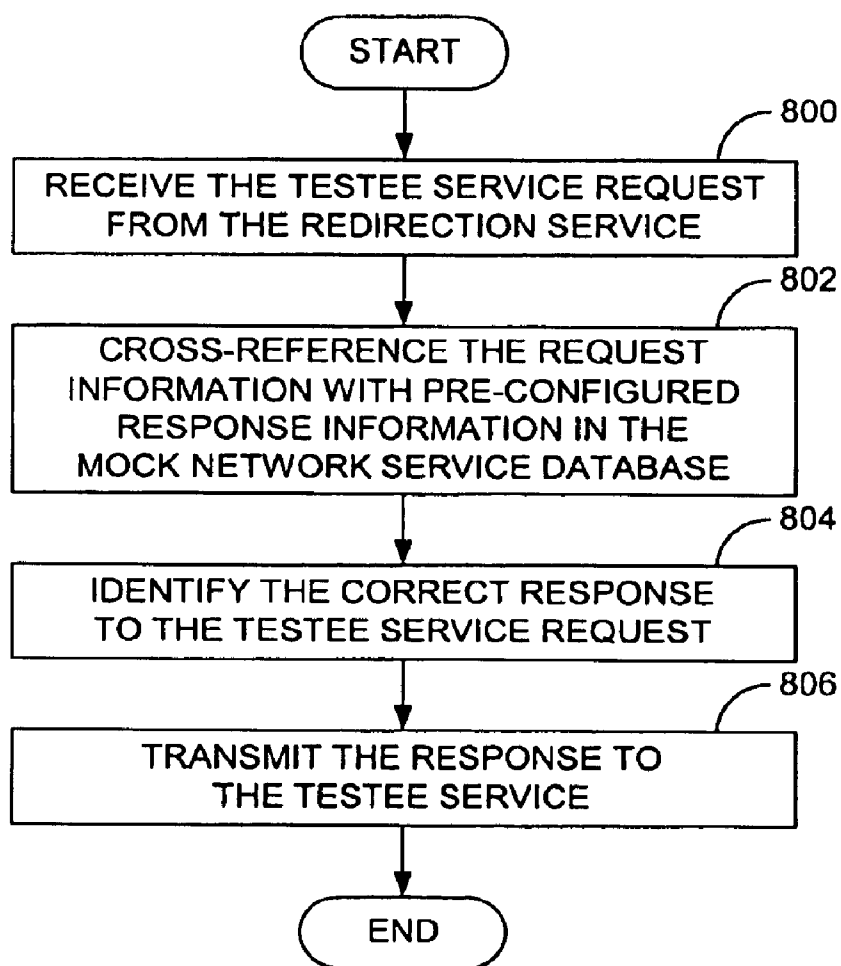 START
800
RECEIVE THE TESTEE SERVICE REQUEST
FROM THE REDIRECTION SERVICE
802
CROSS-REFERENCE THE REQUEST
INFORMATION WITH PRE-CONFIGURED
RESPONSE INFORMATION IN THE
MOCK NETWORK SERVICE DATABASE
804
IDENTIFY THE CORRECT RESPONSE
TO THE TESTEE SERVICE REQUEST
806
TRANSMIT THE RESPONSE TO
THE TESTEE SERVICE
END